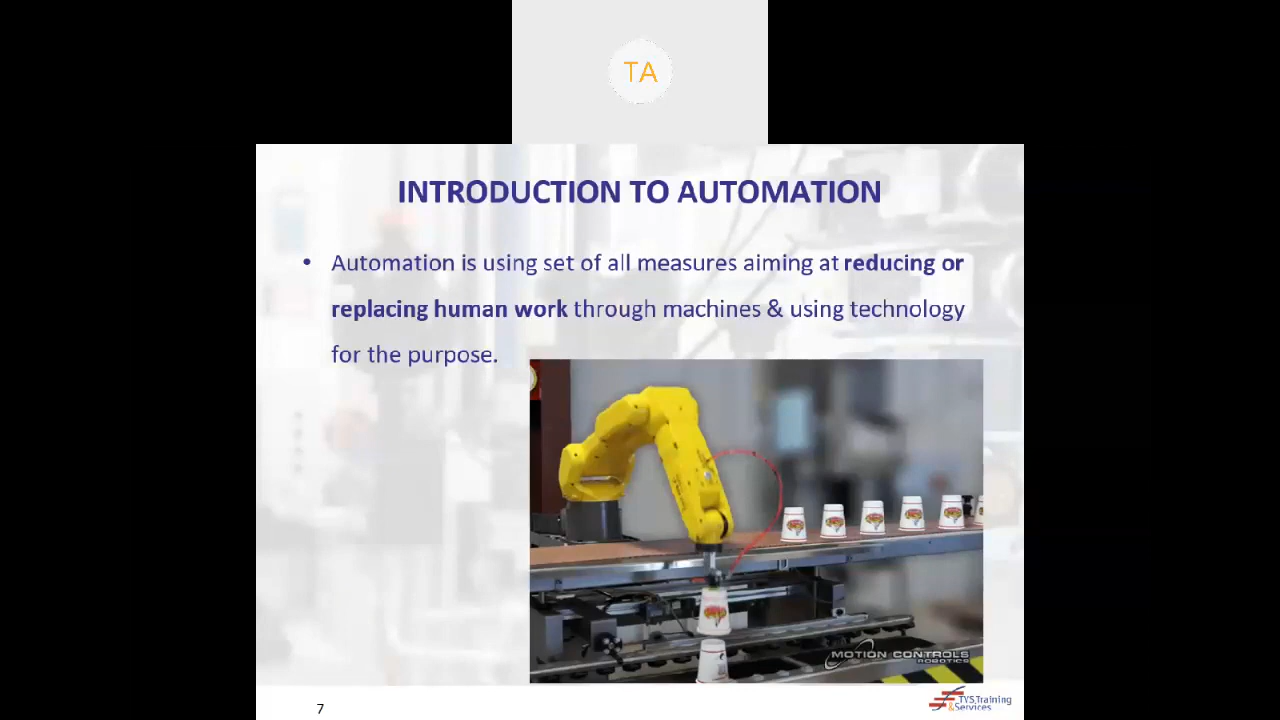 TA
INTRODUCTION TO AUTOMATION
• Automation is using set of all measures aiming at reducing or
replacing human work through machines & using technology
for the purpose.
MOTION CONTROLS
ROBOTICS
7
TVS Training
& Services